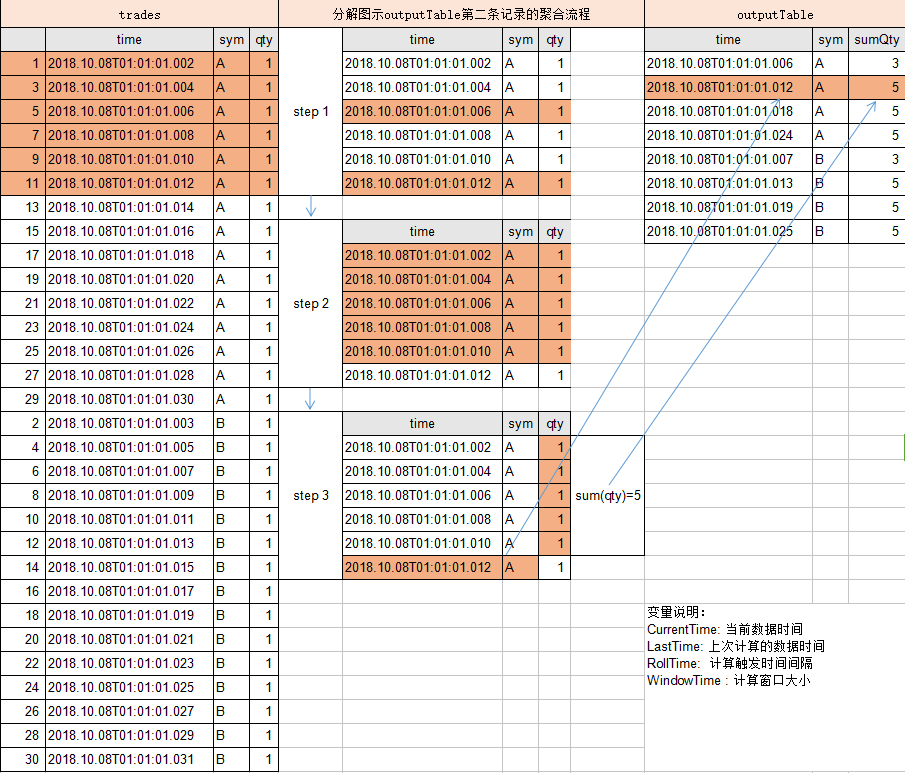 trades 分解图示outputTable第二条记录的聚合流程 outputTable
time sym qty time sym qty time sym sumQty
1 2018.10.08T01:01:01.002 A 1 2018.10.08T01:01:01.002 A 1 2018.10.08T01:01:01.006 A 3
3 2018.10.08T01:01:01.004 A 1 2018.10.08T01:01:01.004 A 1 2018.10.08T01:01:01.012 A 5
5 2018.10.08T01:01:01.006 A 1 step 1 2018.10.08T01:01:01.006 A 1 2018.10.08T01:01:01.018 A 5
7 2018.10.08T01:01:01.008 A 1 2018.10.08T01:01:01.008 A 1 2018.10.08T01:01:01.024 A 5
9 2018.10.08T01:01:01.010 A 1 2018.10.08T01:01:01.010 A 1 2018.10.08T01:01:01.007 B 3
11 2018.10.08T01:01:01.012 A 1 2018.10.08T01:01:01.012 A 1 2018.10.08T01:01:01.013 B 5
13 2018.10.08T01:01:01.014 A 1 2018.10.08T01:01:01.019 B 5
15 2018.10.08T01:01:01.016 A 1 time sym qty 2018.10.08T01:01:01.025 B 5
17 2018.10.08T01:01:01.018 A 1 2018.10.08T01:01:01.002 A 1
19 2018.10.08T01:01:01.020 A 1 2018.10.08T01:01:01.004 A 1
21 2018.10.08T01:01:01.022 A 1 step 2 2018.10.08T01:01:01.006 A 1
23 2018.10.08T01:01:01.024 A 1 2018.10.08T01:01:01.008 A 1
25 2018.10.08T01:01:01.026 A 1 2018.10.08T01:01:01.010 A 1
27 2018.10.08T01:01:01.028 A 1 2018.10.08T01:01:01.012 A 1
29 2018.10.08T01:01:01.030 A 1
2 2018.10.08T01:01:01.003 B 1 time sym qty
4 2018.10.08T01:01:01.005 B 1 2018.10.08T01:01:01.002 A 1
6 2018.10.08T01:01:01.007 B 1 2018.10.08T01:01:01.004 A 1
8 2018.10.08T01:01:01.009 B 1 step 3 2018.10.08T01:01:01.006 A 1 sum(qty)=5
10 2018.10.08T01:01:01.011 B 1 2018.10.08T01:01:01.008 A 1
12 2018.10.08T01:01:01.013 B 1 2018.10.08T01:01:01.010 A 1
14 2018.10.08T01:01:01.015 B 1 2018.10.08T01:01:01.012 A 1
16 2018.10.08T01:01:01.017 B 1
18 2018.10.08T01:01:01.019 B 1
20 2018.10.08T01:01:01.021 B 1
22 2018.10.08T01:01:01.023 B 1
24 2018.10.08T01:01:01.025 B 1
26 2018.10.08T01:01:01.027 B 1
28 2018.10.08T01:01:01.029 B 1
30 2018.10.08T01:01:01.031 B 1
变量说明：
CurrentTime: 当前数据时间
LastTime: 上次计算的数据时间
RollTime: 计算触发时间间隔
WindowTime : 计算窗口大小